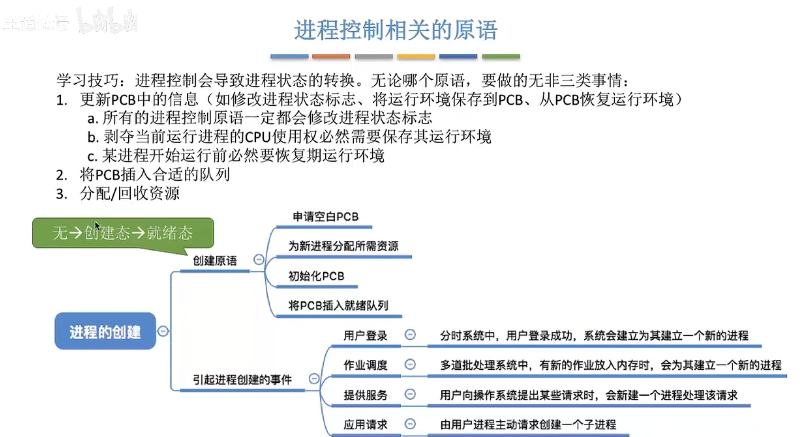 进程控制相关的原语
学习技巧：进程控制会导致进程状态的转换。无论哪个原语，要做的无非三类事情：
1. 更新PCB中的信息（如修改进程状态标志、将运行环境保存到PCB、从PCB恢复运行环境）
a. 所有的进程控制原语一定都会修改进程状态标志
b. 剥夺当前运行进程的CPU使用权必然需要保存其运行环境
c. 某进程开始运行前必然要恢复期运行环境
2. 将PCB插入合适的队列
3. 分配/回收资源
无→创建态→就绪态
进程的创建
创建原语
申请空白PCB
为新进程分配所需资源
初始化PCB
将PCB插入就绪队列
引起进程创建的事件
用户登录
分时系统中，用户登录成功，系统会建立为其建立一个新的进程
作业调度
多道批处理系统中，有新的作业放入内存时，会为其建立一个新的进程
提供服务
用户向操作系统提出某些请求时，会新建一个进程处理该请求
应用请求
由用户进程主动请求创建一个子进程